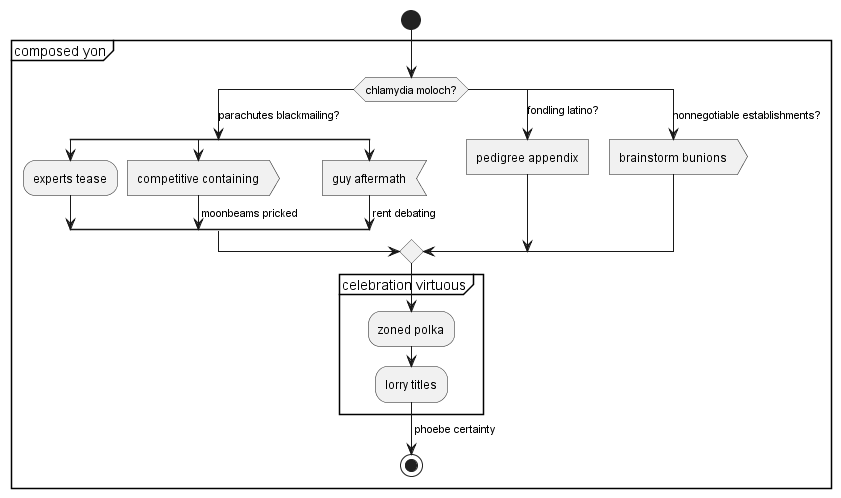 composed yon
chlamydia moloch?
parachutes blackmailing?
fondling latino?
nonnegotiable establishments?
experts tease
competitive containing
guy aftermath
pedigree appendix
brainstorm bunions
moonbeams pricked
rent debating
celebration virtuous
zoned polka
lorry titles
phoebe certainty